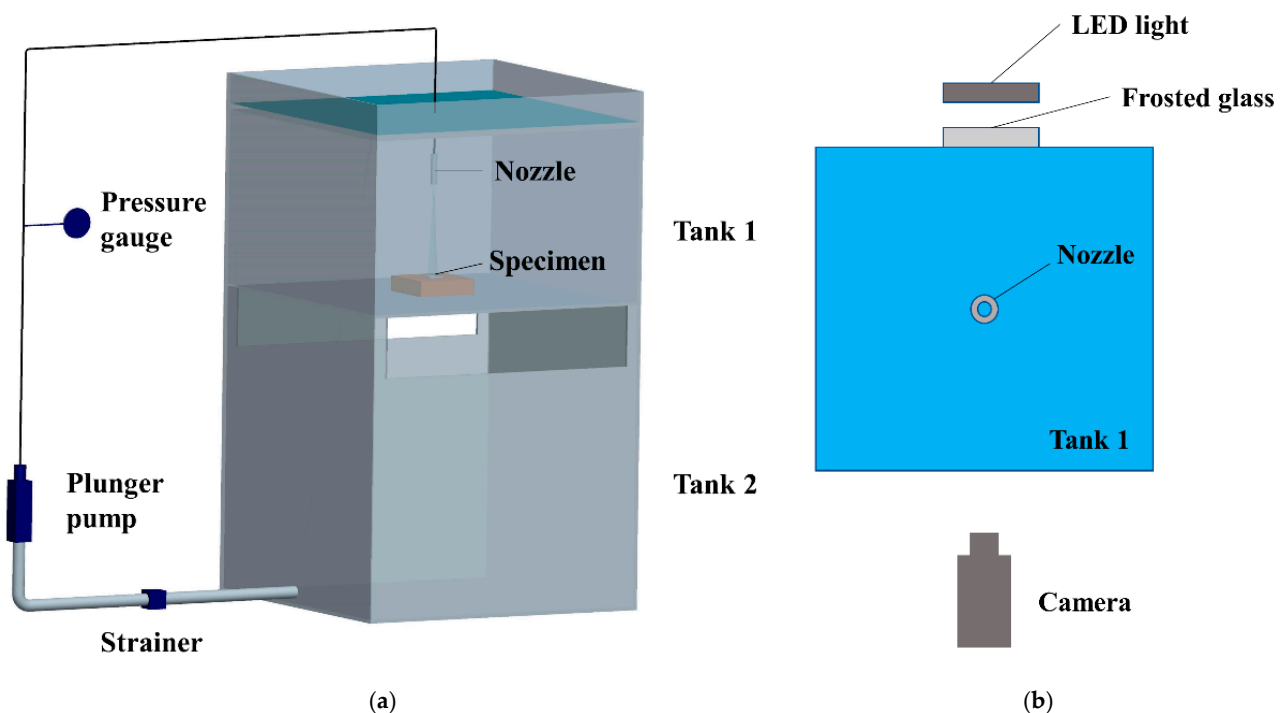 Nozzle
Pressure
gauge
Tank 1
Specimen
Plunger
pump
Tank 2
Strainer
(a)
LED light
Frosted glass
Nozzle
Tank 1
Camera
(b)